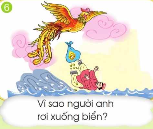 6
Vì sao người anh
rơi xuống biển?